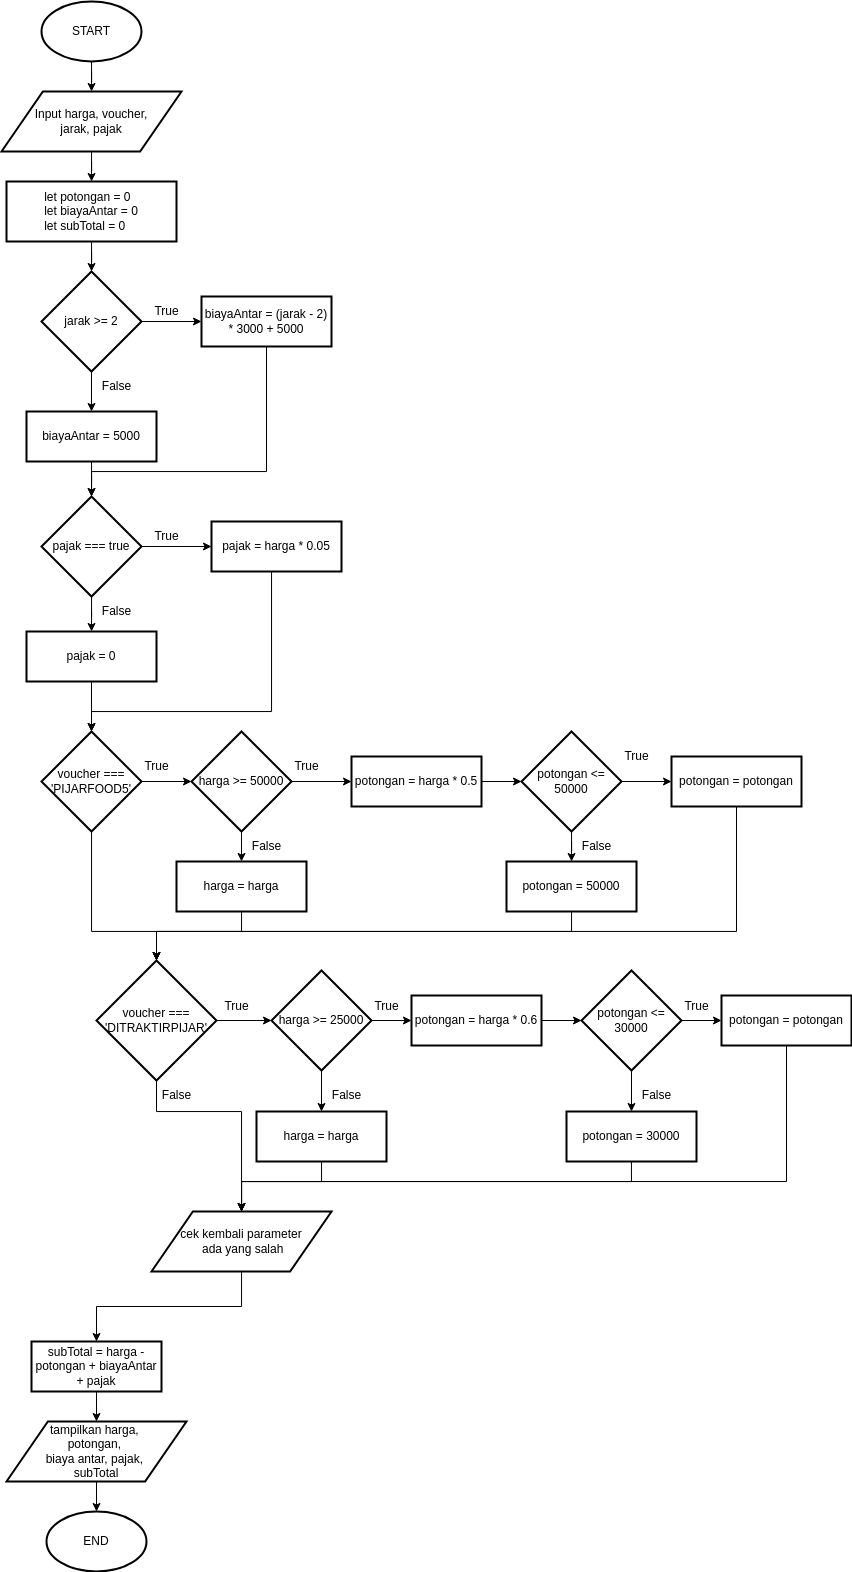 START
Input harga, voucher,
jarak, pajak
let potongan = 0
let biayaAntar = 0
let subTotal = 0
jarak >= 2
True
biayaAntar = (jarak - 2)
* 3000 + 5000
False
biayaAntar = 5000
pajak === true
True
pajak = harga * 0.05
False
pajak = 0
voucher ===
'PIJARFOOD5'
True
harga >= 50000
True
potongan = harga * 0.5
potongan <=
50000
True
potongan = potongan
False
harga = harga
False
potongan = 50000
voucher ===
'DITRAKTIRPIJAR'
True
harga >= 25000
True
potongan = harga * 0.6
potongan <=
30000
True
potongan = potongan
False
False
harga = harga
False
potongan = 30000
cek kembali parameter
ada yang salah
subTotal = harga -
potongan + biayaAntar
+ pajak
tampilkan harga,
potongan,
biaya antar, pajak,
subTotal
END